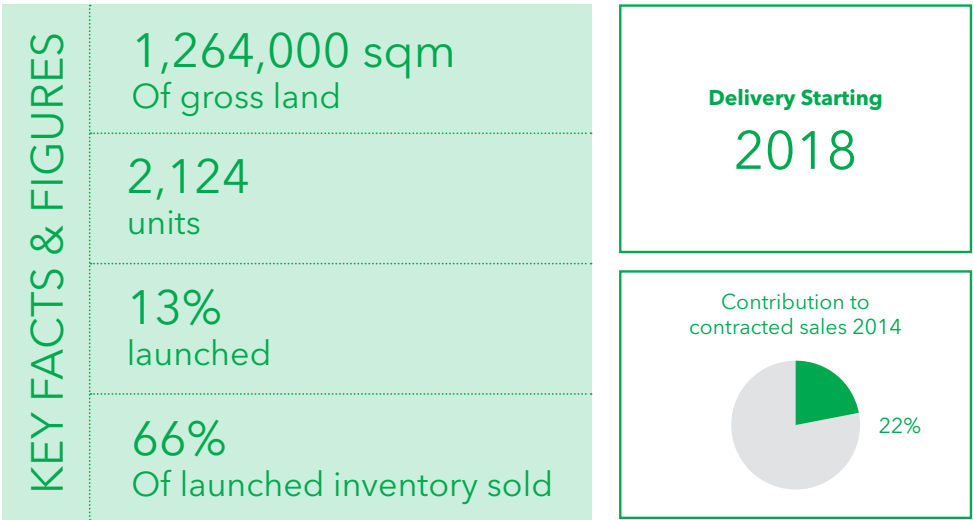 KEY FACTS & FIGURES
1,264,000 sqm
Of gross land
2,124
units
13%
launched
66%
Of launched inventory sold
Delivery Starting
2018
Contribution to
contracted sales 2014
22%